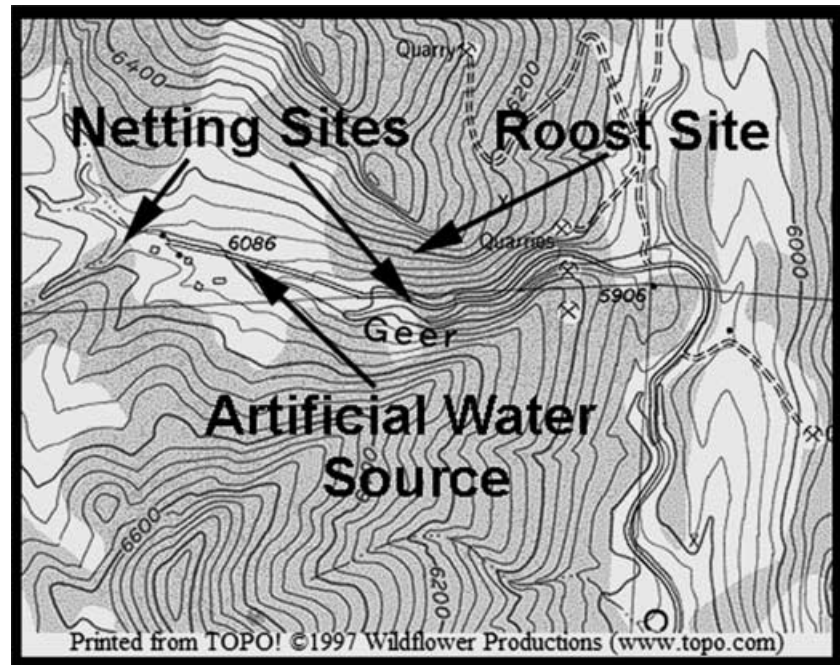 Quarry
6400
6200
Netting Sites
Roost Site
6086
Quarries
6000
5906
Geer
Artificial Water
Source
6600
6200
Printed from TOPO! ©1997 Wildflower Productions (www.topo.com)